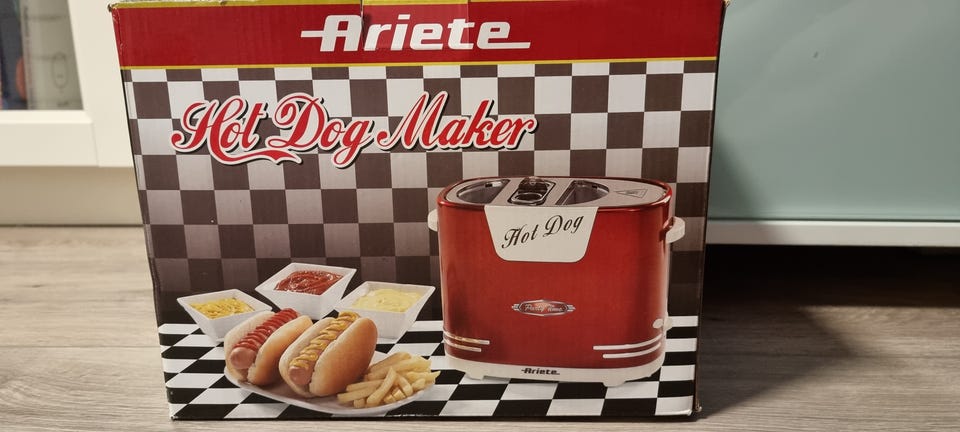 Ariete
Hot Dog Maker
Hot Dog
Party Time
Ariete